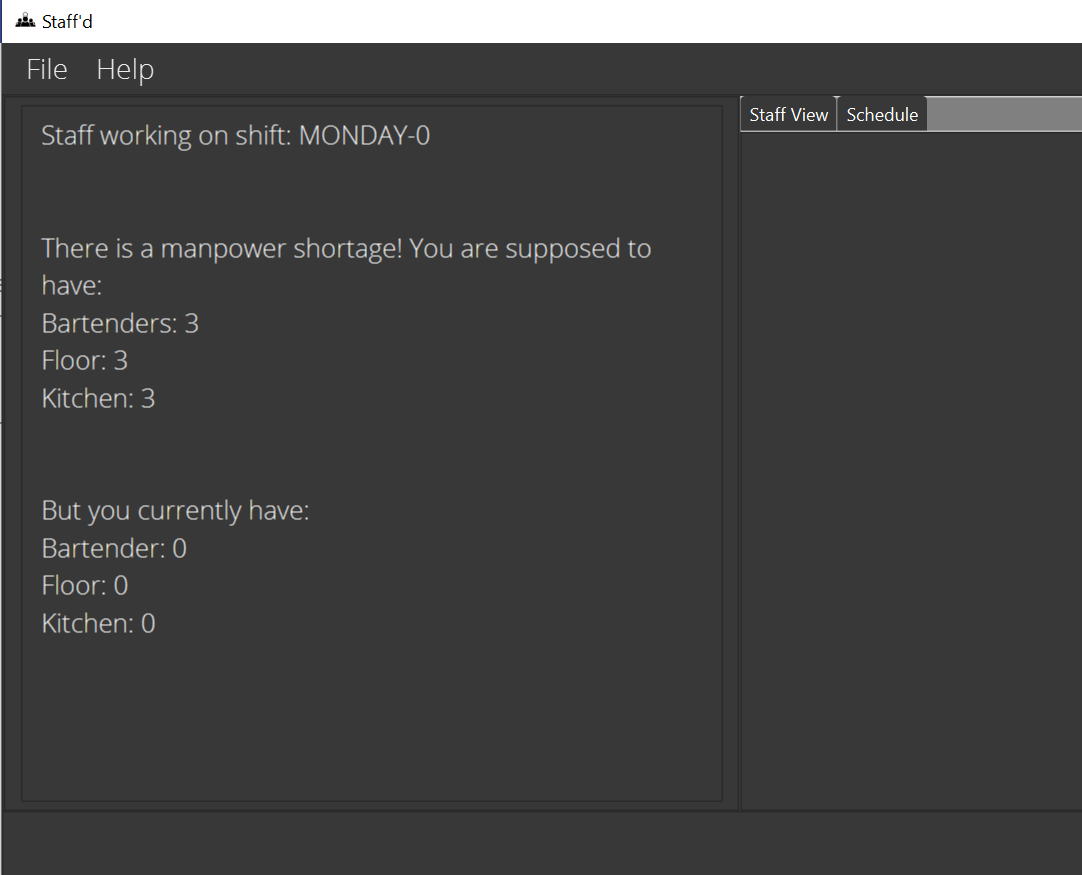 Staff'd
File Help
Staff View Schedule
Staff working on shift: MONDAY-0
There is a manpower shortage! You are supposed to
have:
Bartenders: 3
Floor: 3
Kitchen: 3
But you currently have:
Bartender: 0
Floor: 0
Kitchen: 0